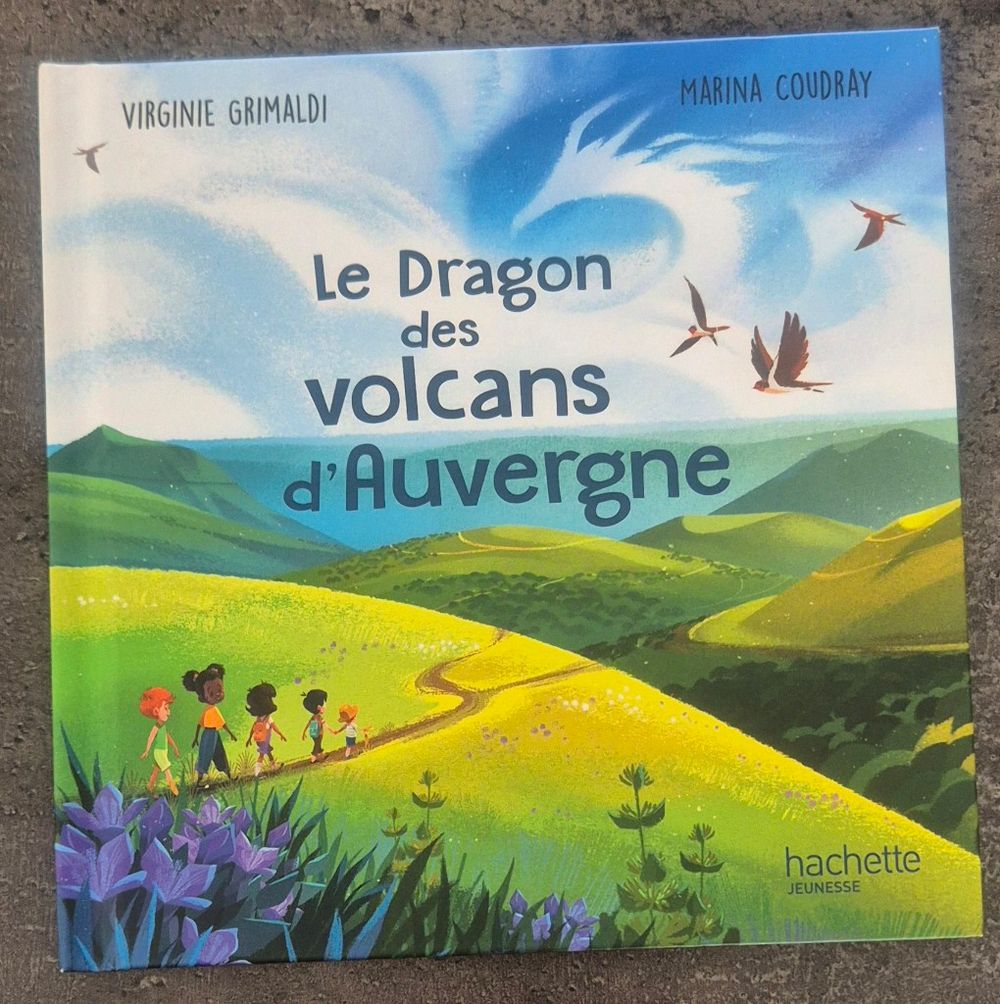 VIRGINIE GRIMALDI
MARINA COUDRAY
Le Dragon
des
volcans
d'Auvergne
hachette
JEUNESSE